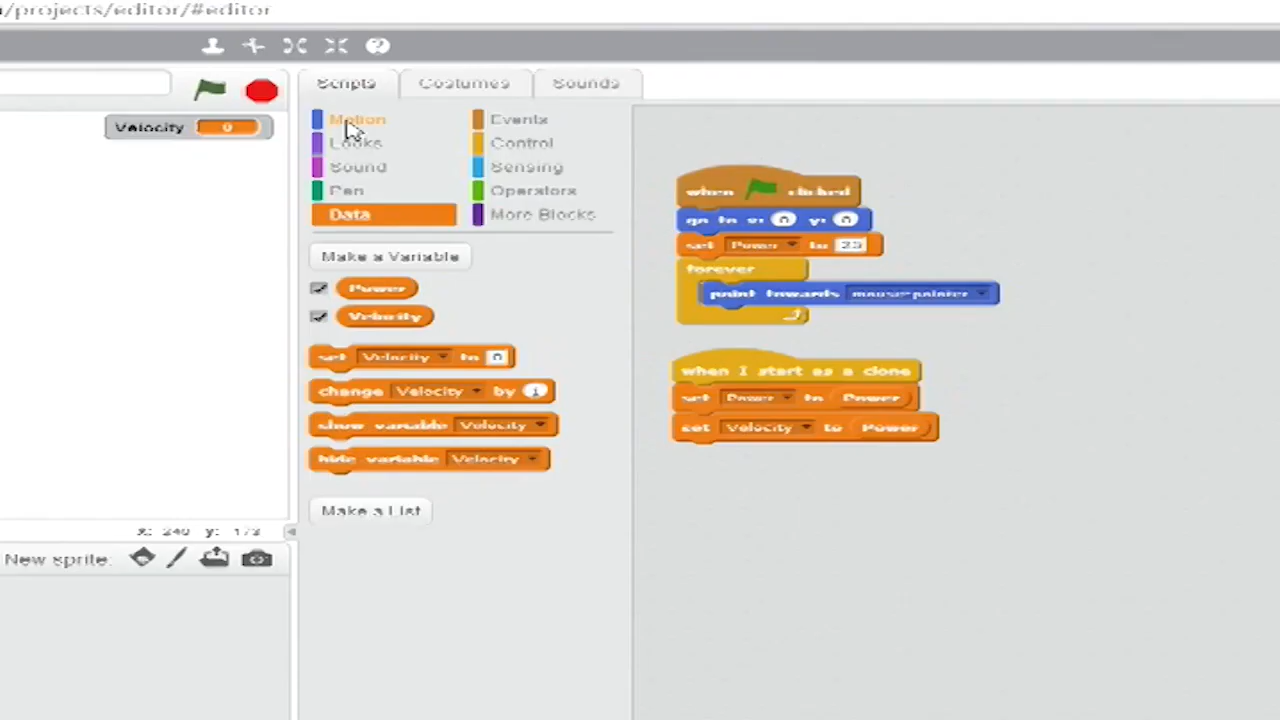 /projects/editor/#editor
Scripts Costumes Sounds
Velocity 0
Motion Events
Looks Control
Sound Sensing
Pen Operators
Data More Blocks
Make a Variable
Power
Velocity
set Velocity to 0
change Velocity by 1
show variable Velocity
hide variable Velocity
Make a List
when clicked
go to x: 0 y: 0
set Power to 25
forever
point towards mouse-pointer
when I start as a clone
set Power to Power
set Velocity to Power
X: 240 y:
New sprite: